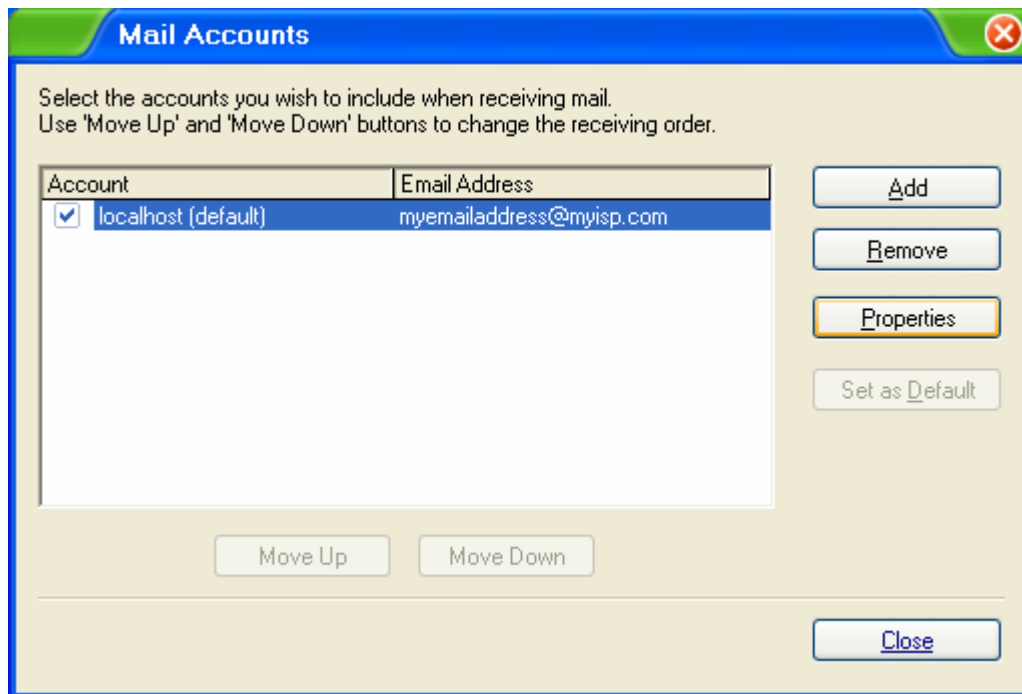 Mail Accounts
Select the accounts you wish to include when receiving mail.
Use 'Move Up' and 'Move Down' buttons to change the receiving order.
Account Email Address
localhost (default) myemailaddress@myisp.com
Add
Remove
Properties
Set as Default
Move Up Move Down
Close